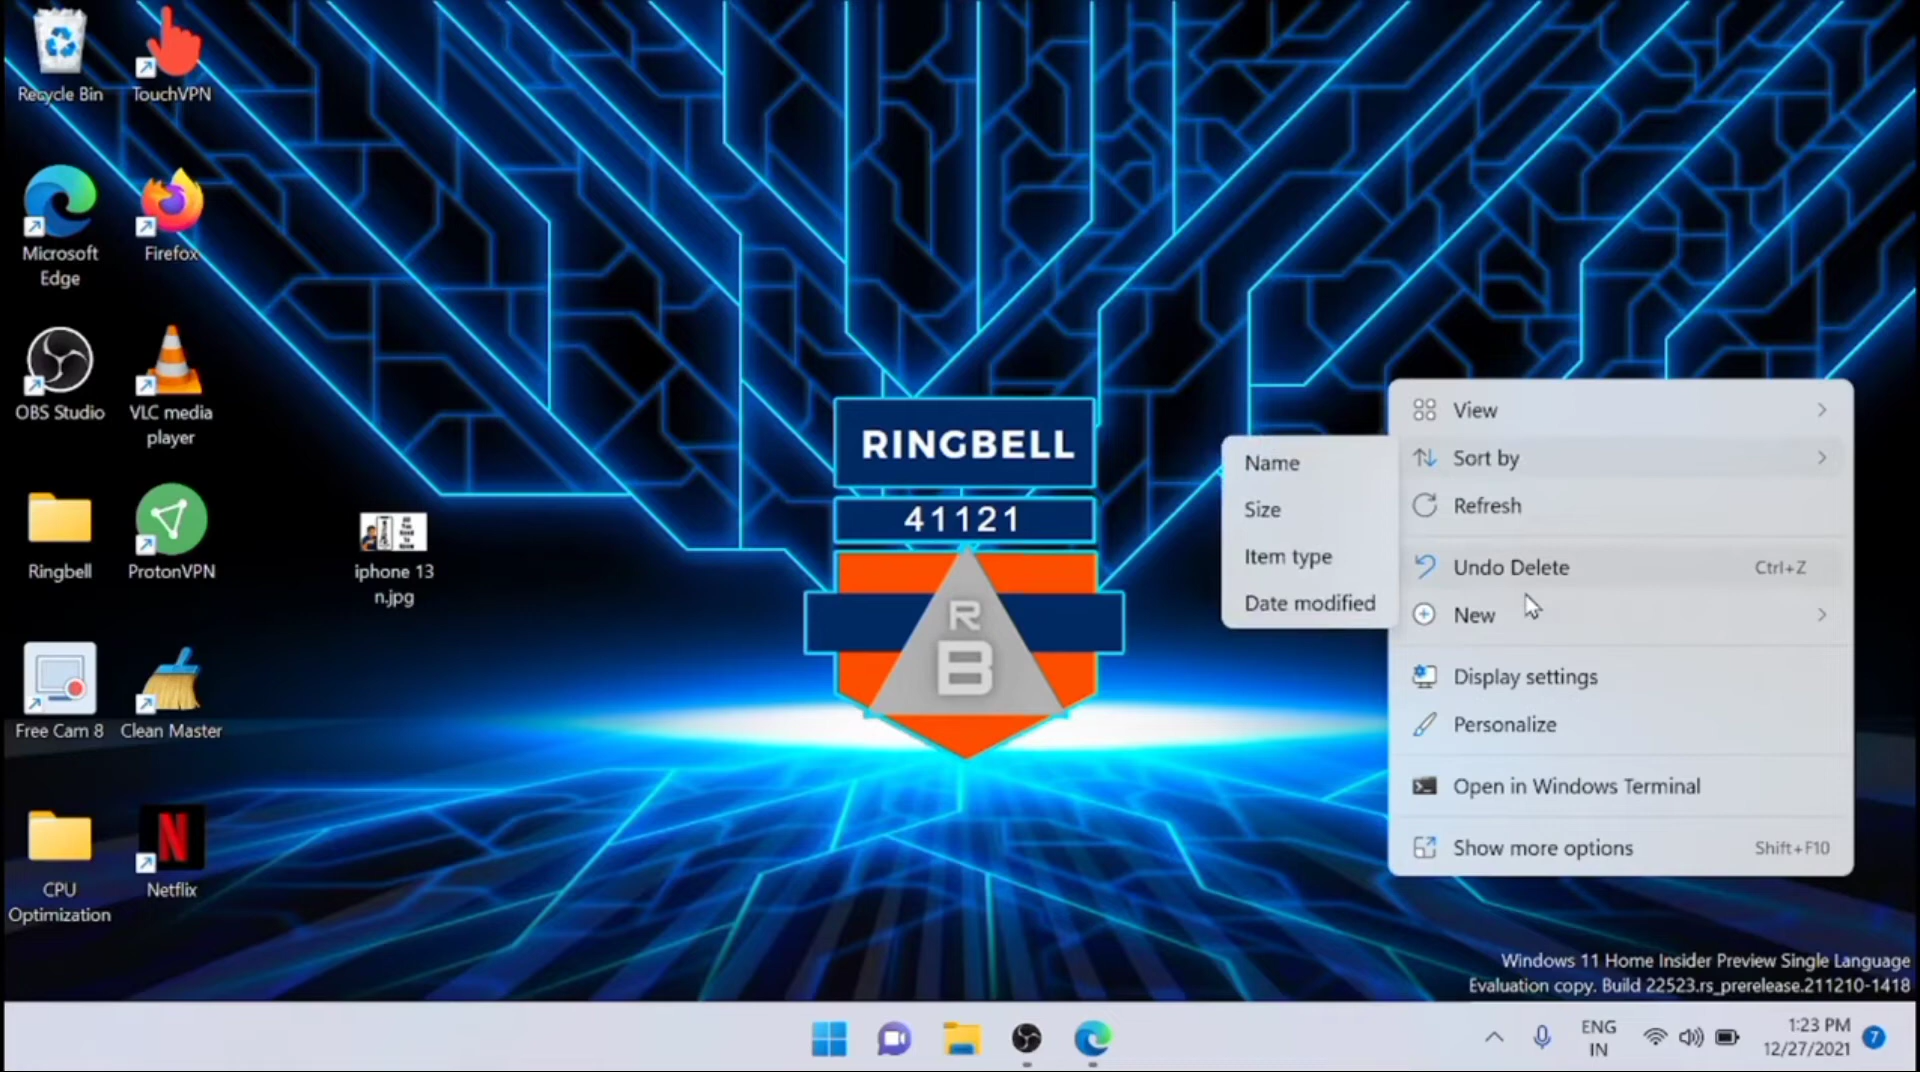 Recycle Bin
TouchVPN
Microsoft
Edge
Firefox
OBS Studio
VLC media
player
Ringbell
ProtonVPN
iphone 13
n.jpg
Free Cam 8
Clean Master
CPU
Optimization
Netflix
RINGBELL
41121
R
B
Name
Size
Item type
Date modified
View
Sort by
Refresh
Undo Delete Ctrl+Z
New
Display settings
Personalize
Open in Windows Terminal
Show more options Shift+F10
Windows 11 Home Insider Preview Single Language
Evaluation copy. Build 22523.rs_prerelease.211210-1418
ENG
IN
1:23 PM
12/27/2021
7